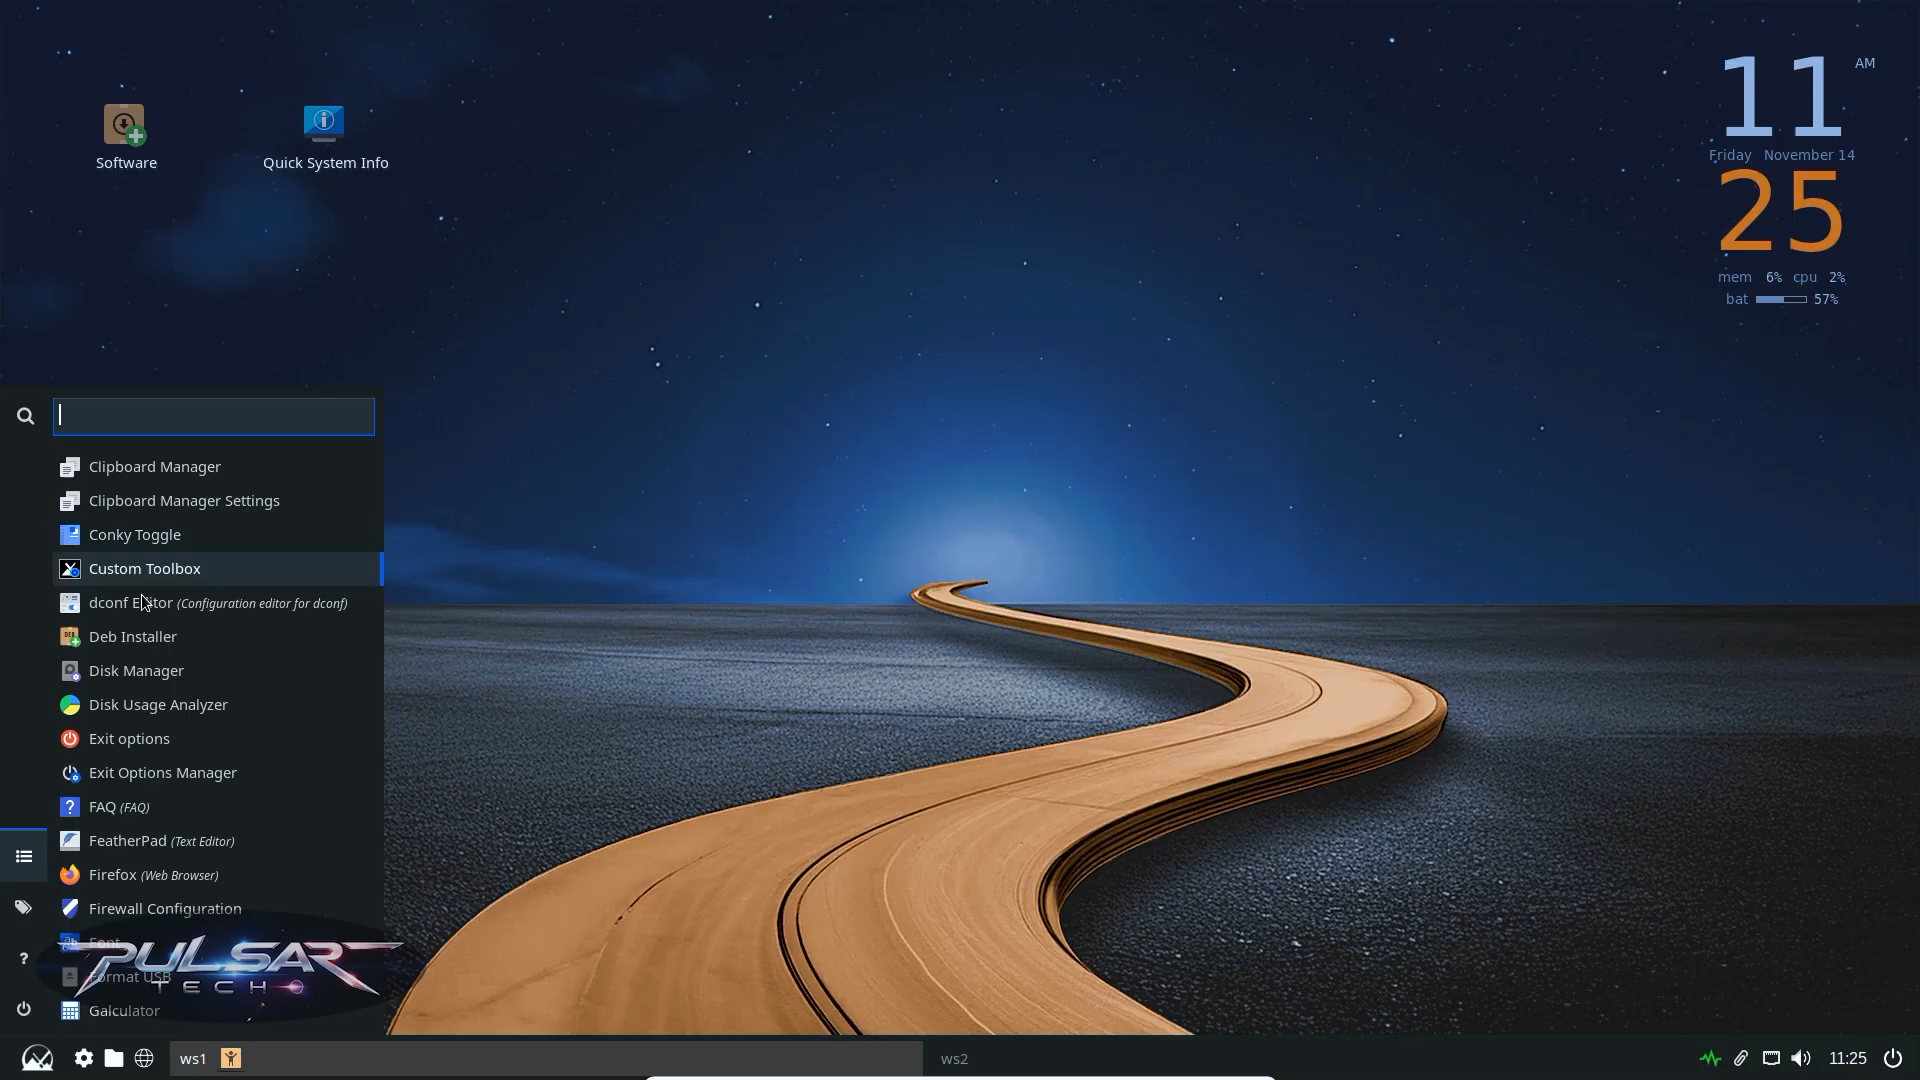 Software
Quick System Info
11 AM
Friday November 14
25
mem 6% cpu 2%
bat 57%
Clipboard Manager
Clipboard Manager Settings
Conky Toggle
Custom Toolbox
dconf Editor (Configuration editor for dconf)
Deb Installer
Disk Manager
Disk Usage Analyzer
Exit options
Exit Options Manager
FAQ (FAQ)
FeatherPad (Text Editor)
Firefox (Web Browser)
Firewall Configuration
Font
Format USB
Galculator
PULSAR
TECH
ws1
ws2
11:25